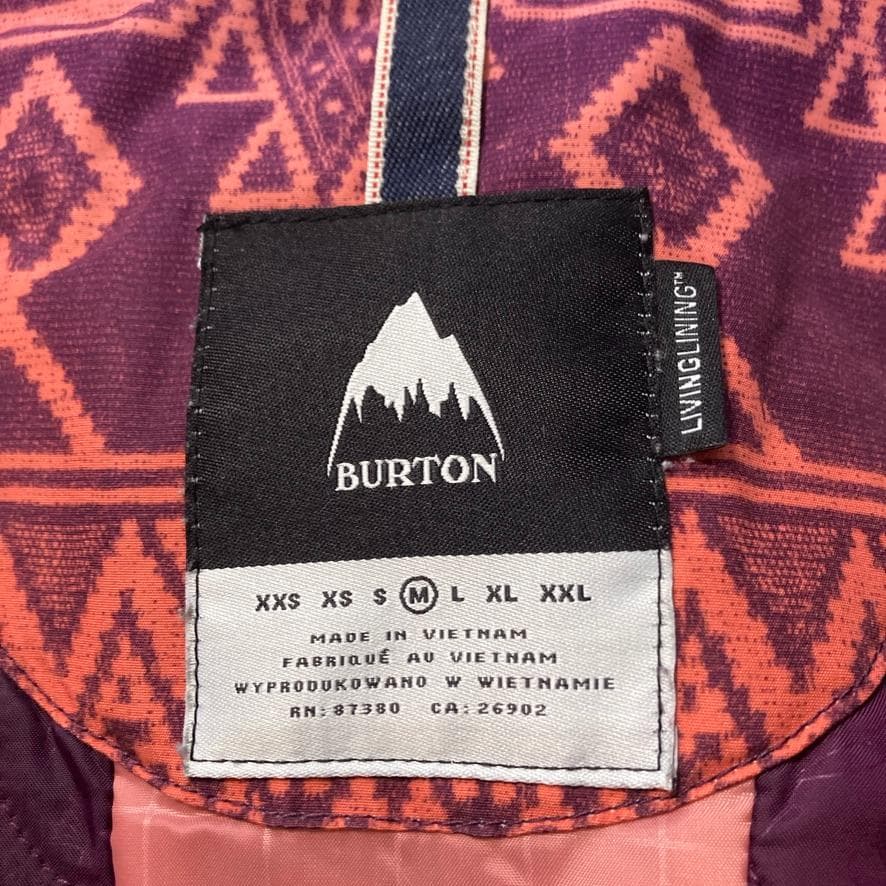 BURTON
LIVINGLINING™
XXS XS S M L XL XXL
MADE IN VIETNAM
FABRIQUÉ AU VIETNAM
WYPRODUKOWANO W WIETNAMIE
RN:87380 CA:26902